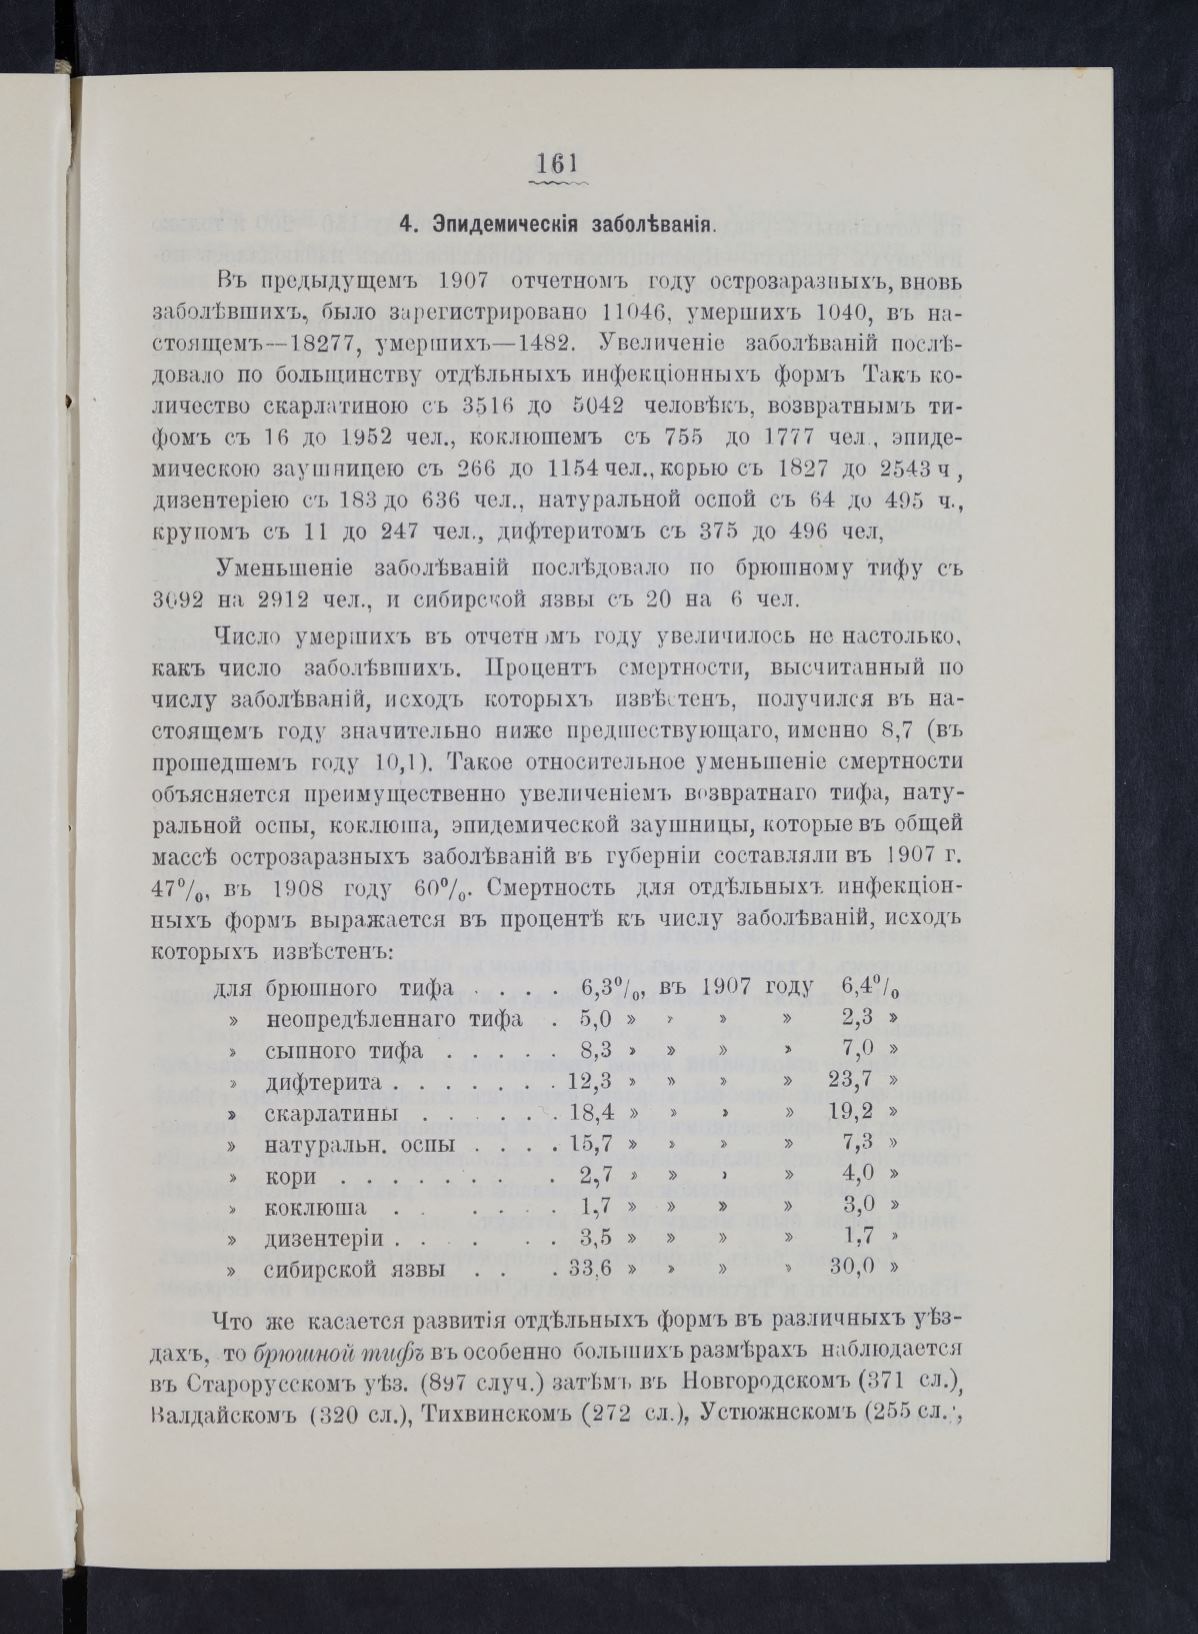 161
4. Эпидемическія заболѣванія.
Въ предыдущемъ 1907 отчетномъ году острозаразныхъ, вновь
заболѣвшихъ, было зарегистрировано 11046, умершихъ 1040, въ на-
стоящемъ—18277, умершихъ—1482. Увеличеніе заболѣваній послѣ-
довало по большинству отдѣльныхъ инфекціонныхъ формъ Такъ ко-
личество скарлатиною съ 3516 до 5042 человѣкъ, возвратнымъ ти-
фомъ съ 16 до 1952 чел., коклюшемъ съ 755 до 1777 чел., эпиде-
мическою заушницею съ 266 до 1154 чел., корью съ 1827 до 2543 ч,
дизентеріею съ 183 до 636 чел., натуральной оспой съ 64 до 495 ч.,
крупомъ съ 11 до 247 чел., дифтеритомъ съ 375 до 496 чел,
Уменьшеніе заболѣваній послѣдовало по брюшному тифу съ
3092 на 2912 чел., и сибирской язвы съ 20 на 6 чел.
Число умершихъ въ отчетномъ году увеличилось не настолько,
какъ число заболѣвшихъ. Процентъ смертности, высчитанный по
числу заболѣваній, исходъ которыхъ извѣстенъ, получился въ на-
стоящемъ году значительно ниже предшествующаго, именно 8,7 (въ
прошедшемъ году 10,1). Такое относительное уменьшеніе смертности
объясняется преимущественно увеличеніемъ возвратнаго тифа, нату-
ральной оспы, коклюша, эпидемической заушницы, которые въ общей
массѣ острозаразныхъ заболѣваній въ губерніи составляли въ 1907 г.
47%, въ 1908 году 60%. Смертность для отдѣльныхъ инфекціон-
ныхъ формъ выражается въ процентѣ къ числу заболѣваній, исходъ
которыхъ извѣстенъ:
для брюшного тифа . . . . 6,3%, въ 1907 году 6,4%
» неопредѣленнаго тифа . 5,0 » » » » 2,3 »
» сыпного тифа . . . . . 8,3 » » » » 7,0 »
» дифтерита . . . . . . . 12,3 » » » » 23,7 »
» скарлатины . . . . . . 18,4 » » » » 19,2 »
» натуральн. оспы . . . . 15,7 » » » » 7,3 »
» кори . . . . . . . . 2,7 » » » » 4,0 »
» коклюша . . . . . . 1,7 » » » » 3,0 »
» дизентеріи . . . . . . 3,5 » » » » 1,7 »
» сибирской язвы . . . 33,6 » » » » 30,0 »
Что же касается развитія отдѣльныхъ формъ въ различныхъ уѣз-
дахъ, то брюшной тифъ въ особенно большихъ размѣрахъ наблюдается
въ Старорусскомъ уѣз. (897 случ.) затѣмъ въ Новгородскомъ (371 сл.),
Валдайскомъ (320 сл.), Тихвинскомъ (272 сл.), Устюжнскомъ (255 сл.,